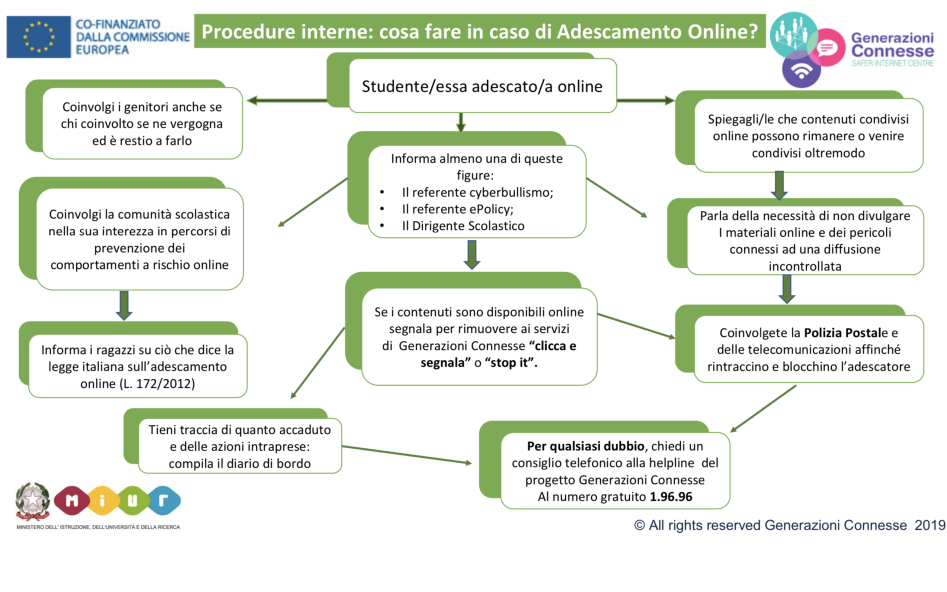 CO-FINANZIATO
DALLA COMMISSIONE
EUROPEA
Procedure interne: cosa fare in caso di Adescamento Online?
Generazioni
Connesse
SAFER INTERNET CENTRE
Studente/essa adescato/a online
Coinvolgi i genitori anche se
chi coinvolto se ne vergogna
ed è restio a farlo
Informa almeno una di queste
figure:
• Il referente cyberbullismo;
• Il referente ePolicy;
• Il Dirigente Scolastico
Spiegagli/le che contenuti condivisi
online possono rimanere o venire
condivisi oltremodo
Coinvolgi la comunità scolastica
nella sua interezza in percorsi di
prevenzione dei
comportamenti a rischio online
Parla della necessità di non divulgare
I materiali online e dei pericoli
connessi ad una diffusione
incontrollata
Se i contenuti sono disponibili online
segnala per rimuovere ai servizi
di Generazioni Connesse “clicca e
segnala” o “stop it”.
Informa i ragazzi su ciò che dice la
legge italiana sull’adescamento
online (L. 172/2012)
Coinvolgete la Polizia Postale e
delle telecomunicazioni affinché
rintraccino e blocchino l’adescatore
Tieni traccia di quanto accaduto
e delle azioni intraprese:
compila il diario di bordo
Per qualsiasi dubbio, chiedi un
consiglio telefonico alla helpline del
progetto Generazioni Connesse
Al numero gratuito 1.96.96
miur
MINISTERO DELL' ISTRUZIONE, DELL'UNIVERSITÀ E DELLA RICERCA
© All rights reserved Generazioni Connesse 2019